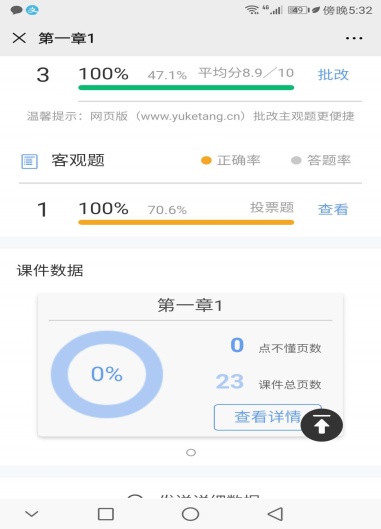 4G 49 傍晚5:32
第一章1
3 100% 47.1% 平均分8.9／10 批改
温馨提示：网页版（www.yuketang.cn）批改主观题更便捷
客观题 正确率 答题率
1 100% 70.6% 投票题 查看
课件数据
第一章1
0% 0 点不懂页数
23 课件总页数
查看详情